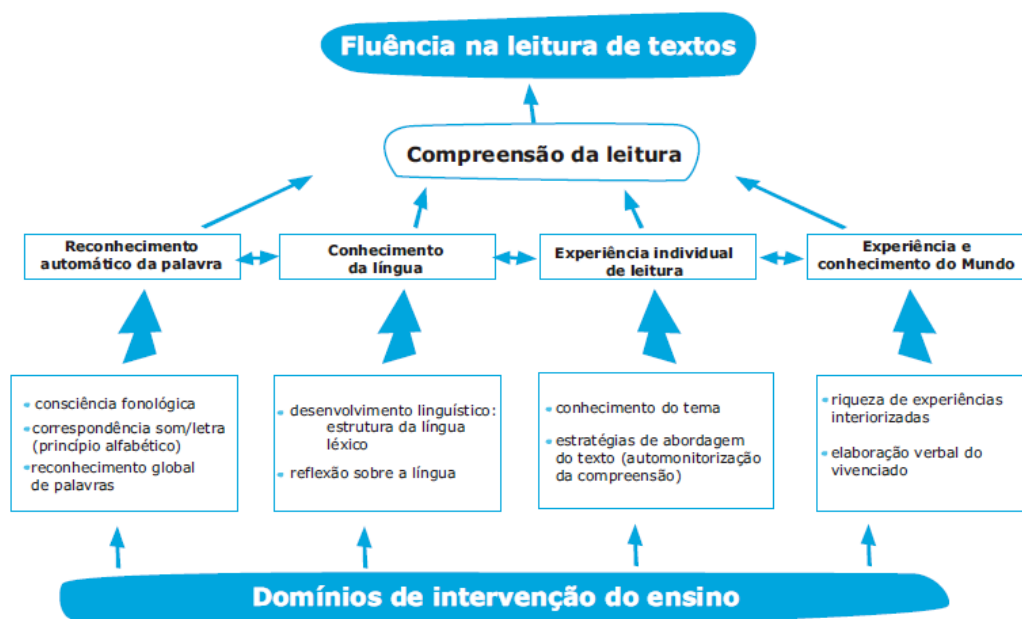 Fluência na leitura de textos
Compreensão da leitura
Reconhecimento
automático da palavra
Conhecimento
da língua
Experiência individual
de leitura
Experiência e
conhecimento do Mundo
• consciência fonológica
• correspondência som/letra
(princípio alfabético)
• reconhecimento global
de palavras
• desenvolvimento linguístico:
estrutura da língua
léxico
• reflexão sobre a língua
• conhecimento do tema
• estratégias de abordagem
do texto (automonitorização
da compreensão)
• riqueza de experiências
interiorizadas
• elaboração verbal do
vivenciado
Domínios de intervenção do ensino